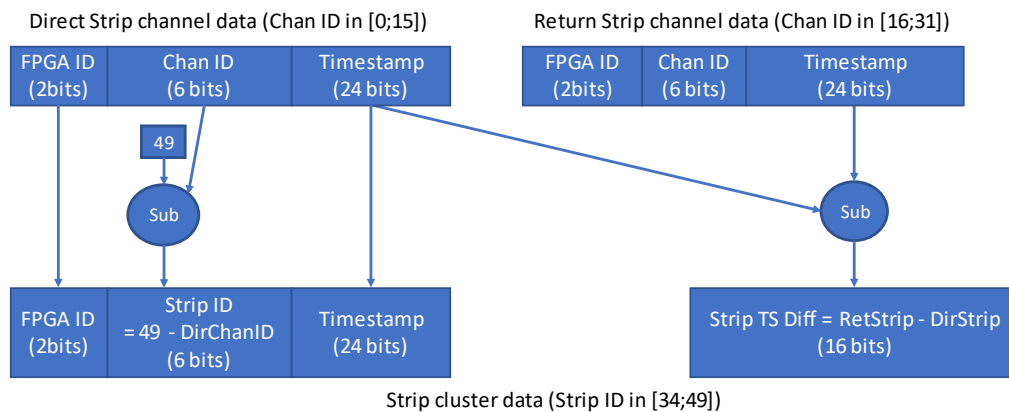 Direct Strip channel data (Chan ID in [0;15])
Return Strip channel data (Chan ID in [16;31])
FPGA ID
(2bits)
Chan ID
(6 bits)
Timestamp
(24 bits)
FPGA ID
(2bits)
Chan ID
(6 bits)
Timestamp
(24 bits)
49
Sub
Sub
FPGA ID
(2bits)
Strip ID
= 49 - DirChanID
(6 bits)
Timestamp
(24 bits)
Strip TS Diff = RetStrip - DirStrip
(16 bits)
Strip cluster data (Strip ID in [34;49])